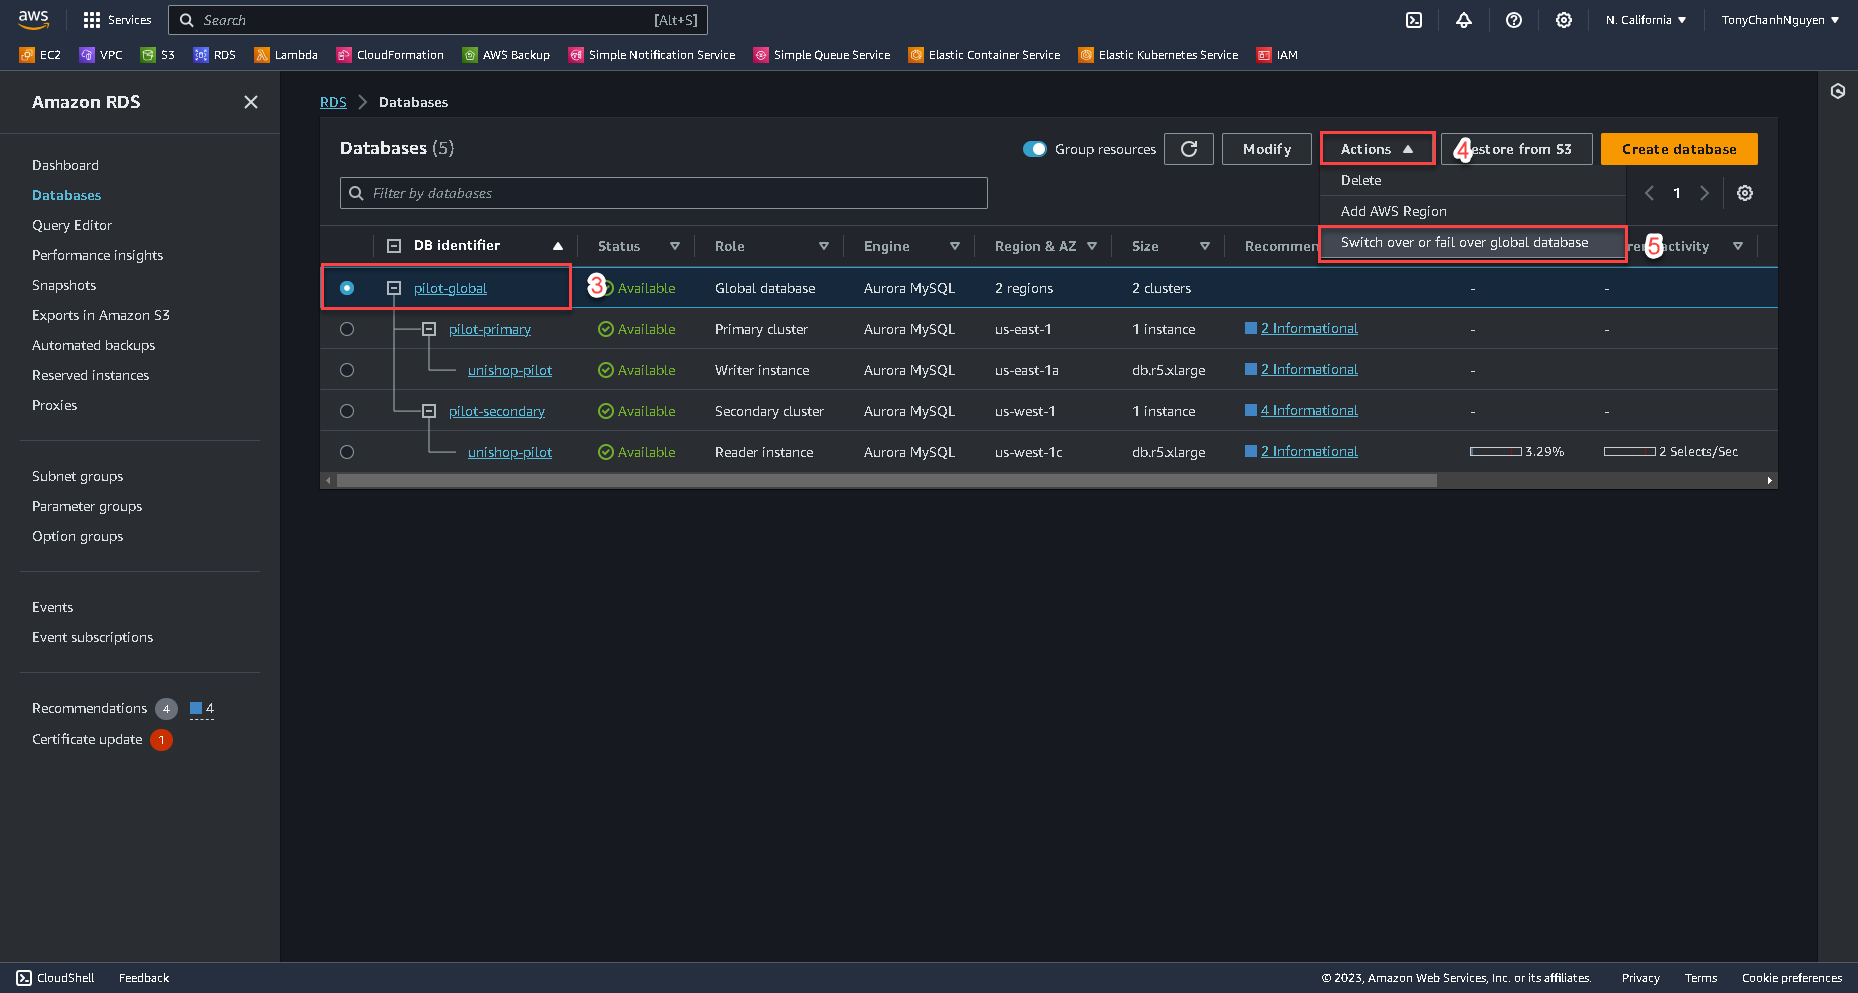 aws Services Search [Alt+S] N. California TonyChanhNguyen
EC2 VPC S3 RDS Lambda CloudFormation AWS Backup Simple Notification Service Simple Queue Service Elastic Container Service Elastic Kubernetes Service IAM
Amazon RDS
Dashboard
Databases
Query Editor
Performance insights
Snapshots
Exports in Amazon S3
Automated backups
Reserved instances
Proxies
Subnet groups
Parameter groups
Option groups
Events
Event subscriptions
Recommendations 4 4
Certificate update 1
RDS Databases
Databases (5) Group resources Modify Actions 4 estore from S3 Create database
Filter by databases 1
Delete
Add AWS Region
Switch over or fail over global database 5
DB identifier Status Role Engine Region & AZ Size Recommen activity
pilot-global 3 Available Global database Aurora MySQL 2 regions 2 clusters - -
pilot-primary Available Primary cluster Aurora MySQL us-east-1 1 instance 2 Informational - -
unishop-pilot Available Writer instance Aurora MySQL us-east-1a db.r5.xlarge 2 Informational -
pilot-secondary Available Secondary cluster Aurora MySQL us-west-1 1 instance 4 Informational - -
unishop-pilot Available Reader instance Aurora MySQL us-west-1c db.r5.xlarge 2 Informational 3.29% 2 Selects/Sec
CloudShell Feedback © 2023, Amazon Web Services, Inc. or its affiliates. Privacy Terms Cookie preferences